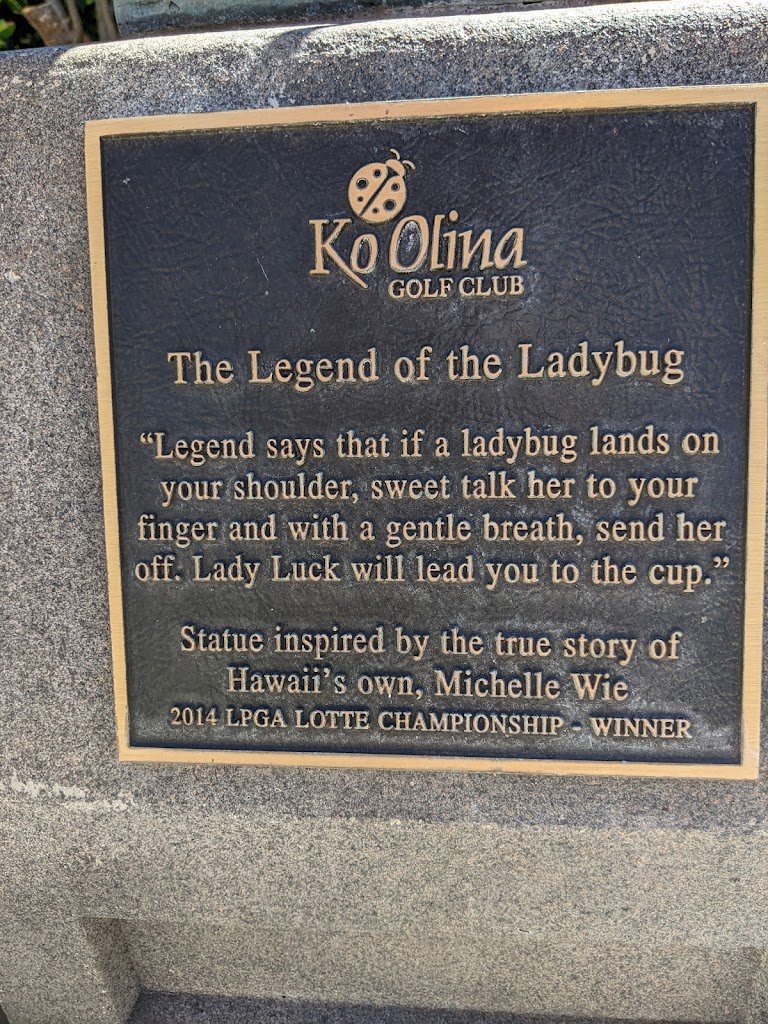 Ko Olina
GOLF CLUB
The Legend of the Ladybug
“Legend says that if a ladybug lands on
your shoulder, sweet talk her to your
finger and with a gentle breath, send her
off. Lady Luck will lead you to the cup.”
Statue inspired by the true story of
Hawaii’s own, Michelle Wie
2014 LPGA LOTTE CHAMPIONSHIP - WINNER